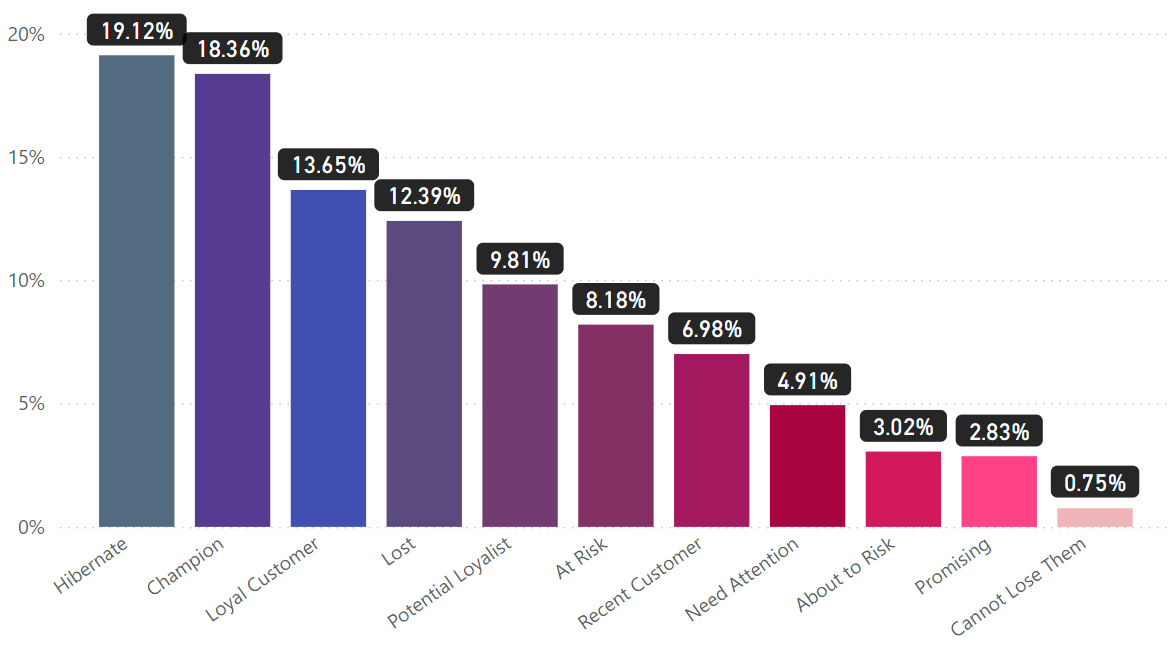 20%
15%
10%
5%
0%
19.12%
18.36%
13.65%
12.39%
9.81%
8.18%
6.98%
4.91%
3.02%
2.83%
0.75%
Hibernate
Champion
Loyal Customer
Lost
Potential Loyalist
At Risk
Recent Customer
Need Attention
About to Risk
Promising
Cannot Lose Them